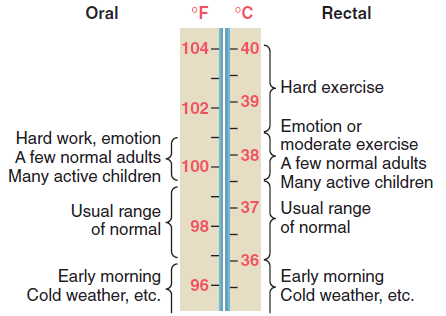 Oral °F °C Rectal
104 40
Hard exercise
102 39
Hard work, emotion
A few normal adults
Many active children
Emotion or
moderate exercise
A few normal adults
Many active children
100 38
Usual range
of normal
37 Usual range
of normal
98
36
Early morning
Cold weather, etc.
96
Early morning
Cold weather, etc.